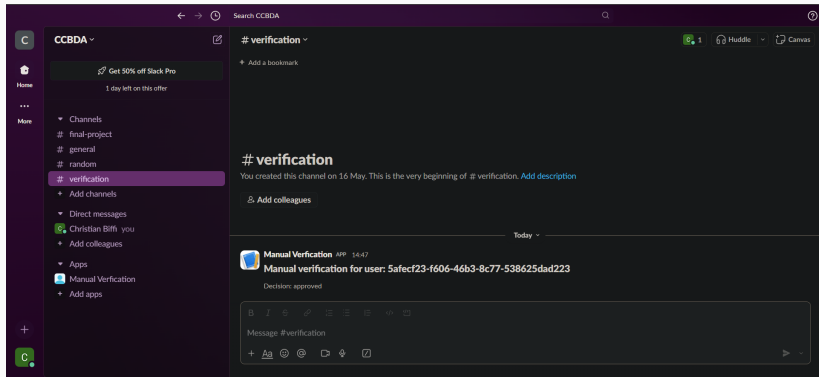 Search CCBDA
C
CCBDA
Get 50% off Slack Pro
1 day left on this offer
Home
More
Channels
# final-project
# general
# random
# verification
+ Add channels
Direct messages
C Christian Biffi you
+ Add colleagues
Apps
Manual Verfication
+ Add apps
C
# verification
C 1
Huddle
Canvas
+ Add a bookmark
# verification
You created this channel on 16 May. This is the very beginning of # verification. Add description
Add colleagues
Today
Manual Verfication APP 14:47
Manual verification for user: 5afecf23-f606-46b3-8c77-538625dad223
Decision: approved
B I S
Message #verification
+ Aa @